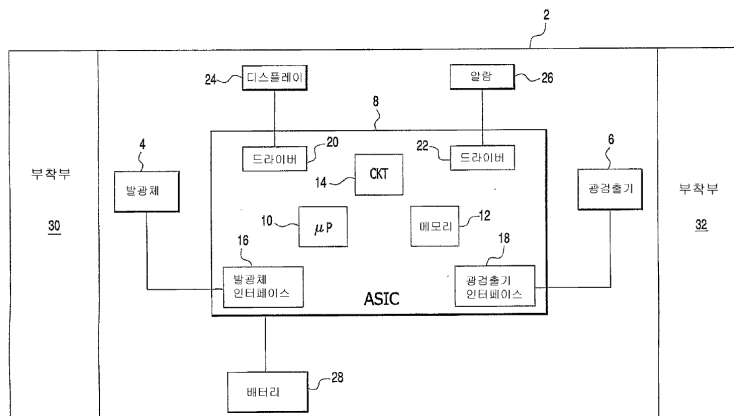 2
24
디스플레이
알람
26
8
4
20
22
6
드라이버
드라이버
부착부
30
발광체
14
CKT
광검출기
부착부
32
10
μP
메모리
12
16
18
발광체
인터페이스
ASIC
광검출기
인터페이스
배터리
28